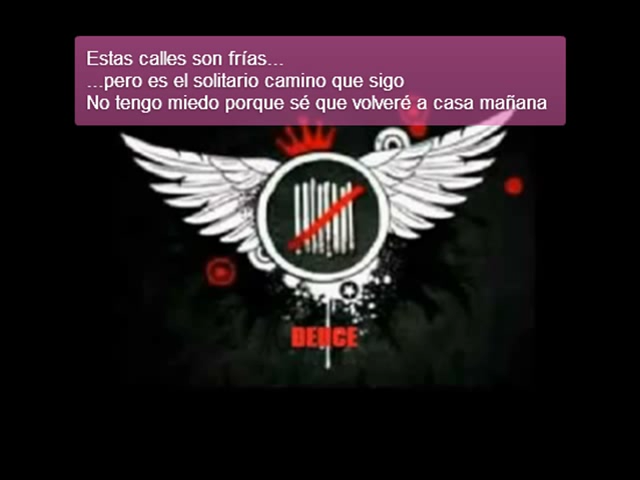 Estas calles son frías...
...pero es el solitario camino que sigo
No tengo miedo porque sé que volveré a casa mañana